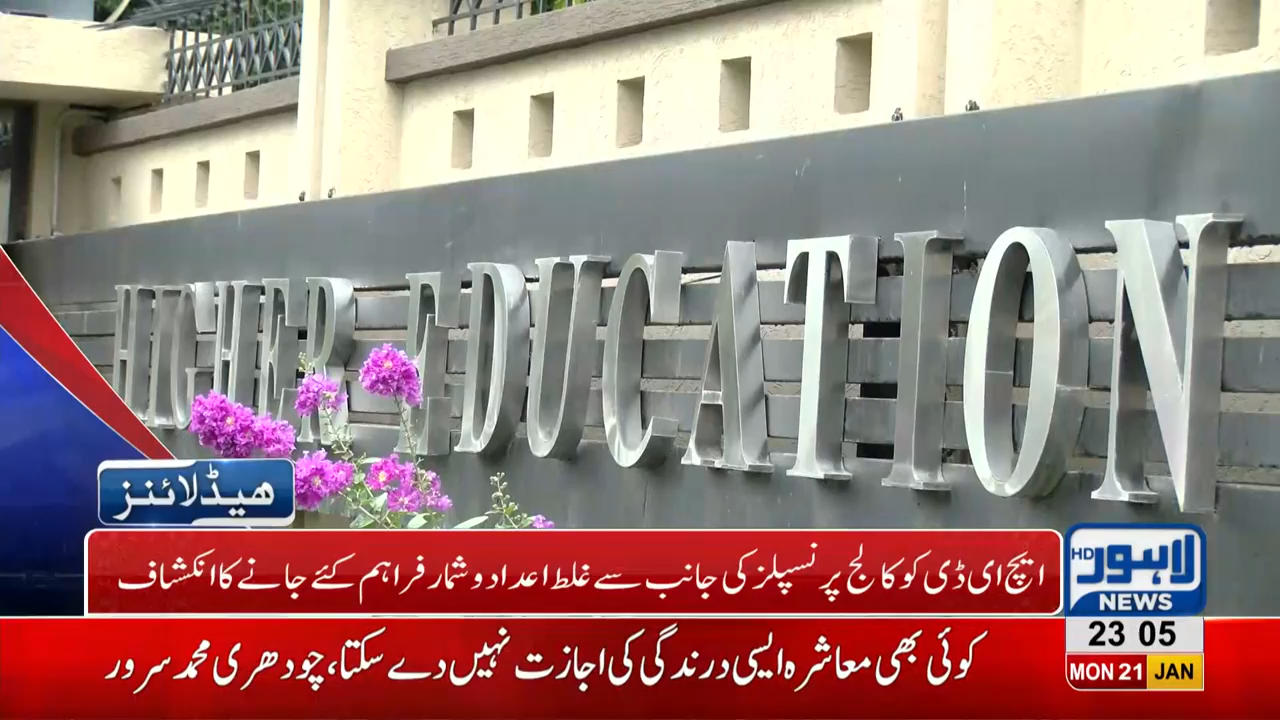 HIGHER EDUCATION
ھیڈلائنز
ایچ ای ڈی کو کالج پرنسپلز کی جانب سے غلط اعداد و شمار فراہم کئے جانے کا انکشاف
HD لاہور
NEWS
23 05
MON 21 JAN
کوئی بھی معاشرہ ایسی درندگی کی اجازت نہیں دے سکتا، چودھری محمد سرور